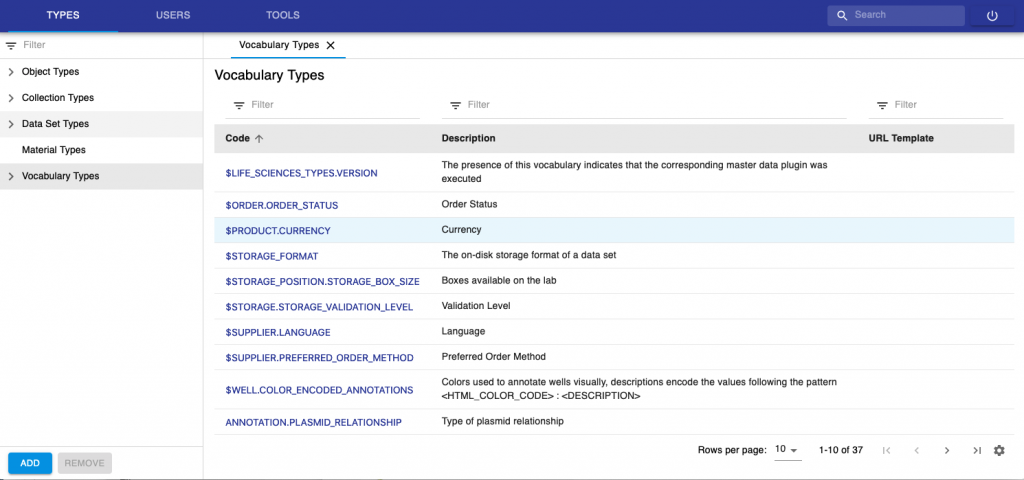 TYPES USERS TOOLS Search
Filter
Object Types
Collection Types
Data Set Types
Material Types
Vocabulary Types
ADD REMOVE
Vocabulary Types
Vocabulary Types
Filter Filter Filter
Code Description URL Template
$LIFE_SCIENCES_TYPES.VERSION The presence of this vocabulary indicates that the corresponding master data plugin was
executed
$ORDER.ORDER_STATUS Order Status
$PRODUCT.CURRENCY Currency
$STORAGE_FORMAT The on-disk storage format of a data set
$STORAGE_POSITION.STORAGE_BOX_SIZE Boxes available on the lab
$STORAGE.STORAGE_VALIDATION_LEVEL Validation Level
$SUPPLIER.LANGUAGE Language
$SUPPLIER.PREFERRED_ORDER_METHOD Preferred Order Method
$WELL.COLOR_ENCODED_ANNOTATIONS Colors used to annotate wells visually, descriptions encode the values following the pattern
<HTML_COLOR_CODE> : <DESCRIPTION>
ANNOTATION.PLASMID_RELATIONSHIP Type of plasmid relationship
Rows per page: 10 1-10 of 37